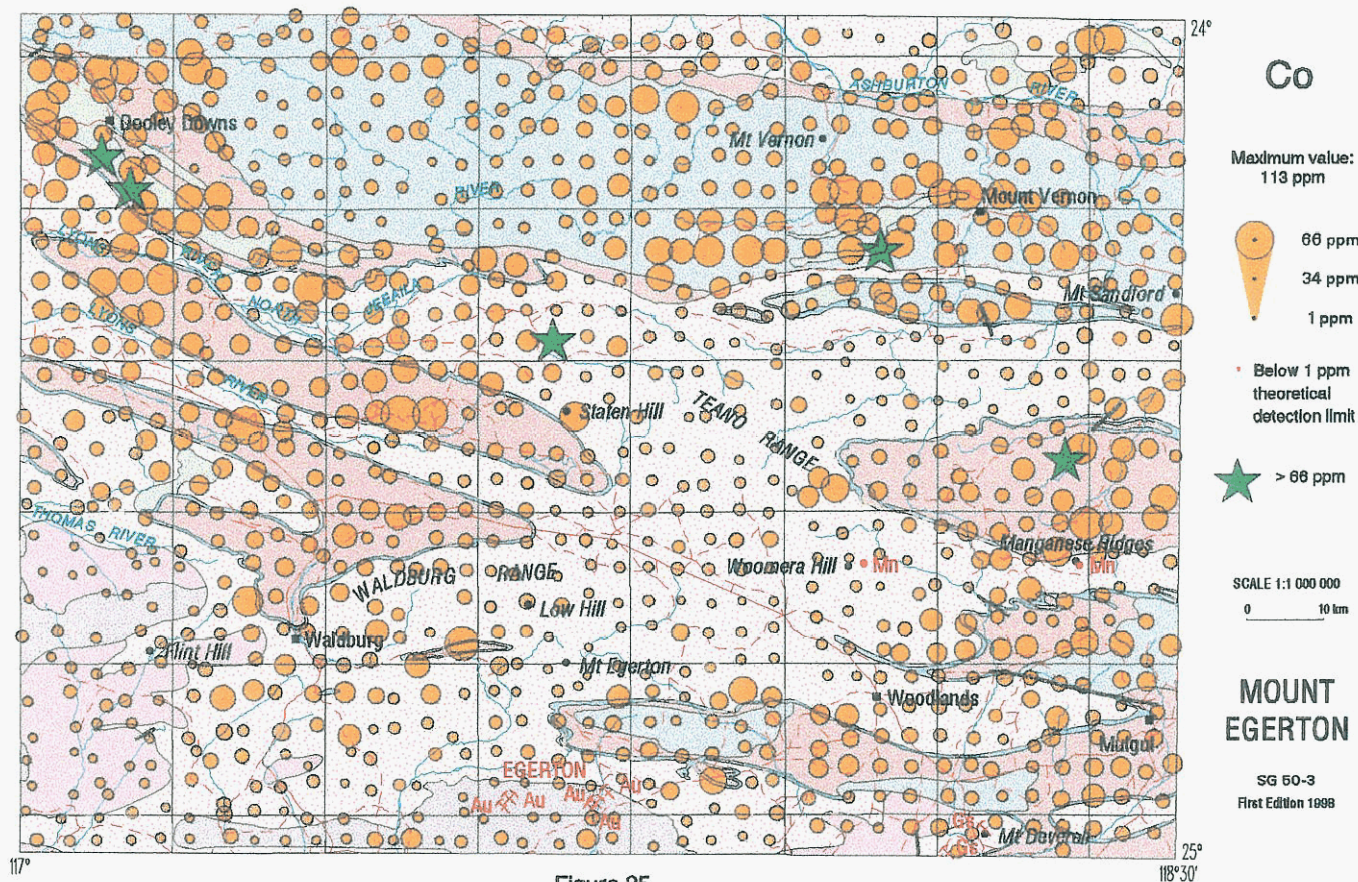 24°
Dooley Downs
ASHBURTON
RIVER
Mt Vernon
RIVER
Mount Vernon
LYONS
RIVER
NORTH
JEEAILA
Mt Sandford
LYONS
RIVER
Staten Hill
TEANO
RANGE
THOMAS RIVER
Manganese Ridges
Woomera Hill
Mn
Mn
WALDBURG
RANGE
Low Hill
Waldburg
Flint Hill
Mt Egerton
Woodlands
Mulgul
EGERTON
Au
Au
Au
Au
Mt Deverell
117°
25°
118°30'
Co
Maximum value:
113 ppm
66 ppm
34 ppm
1 ppm
Below 1 ppm
theoretical
detection limit
> 66 ppm
SCALE 1:1 000 000
0 10 km
MOUNT
EGERTON
SG 50-3
First Edition 1998